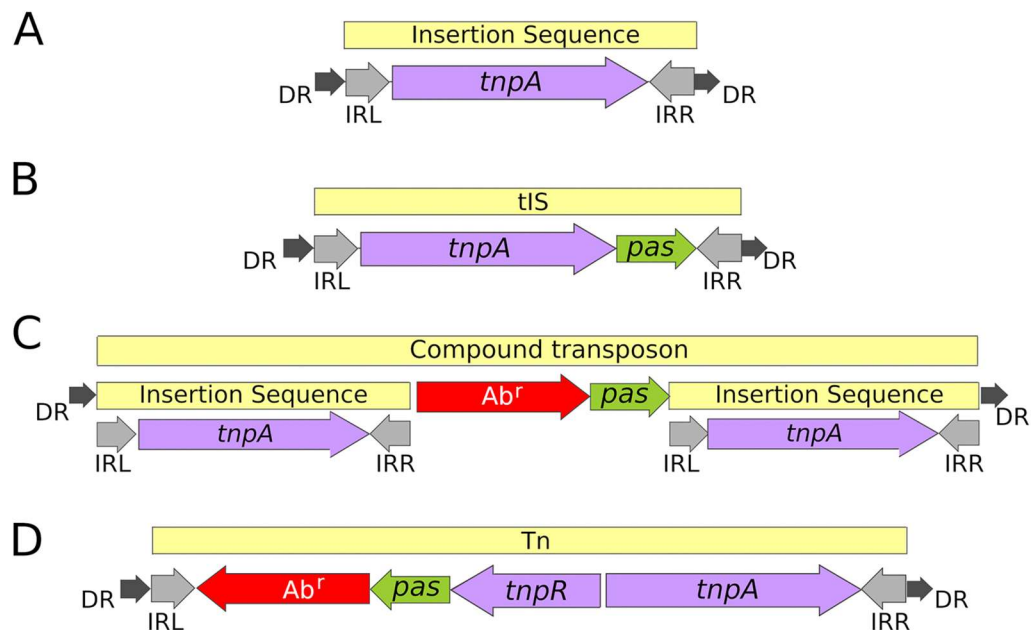 A
Insertion Sequence
DR tnpA DR
IRL IRR
B
tIS
DR tnpA pas DR
IRL IRR
C
Compound transposon
DR Insertion Sequence Abʳ pas Insertion Sequence DR
tnpA tnpA
IRL IRR IRL IRR
D
Tn
DR Abʳ pas tnpR tnpA DR
IRL IRR